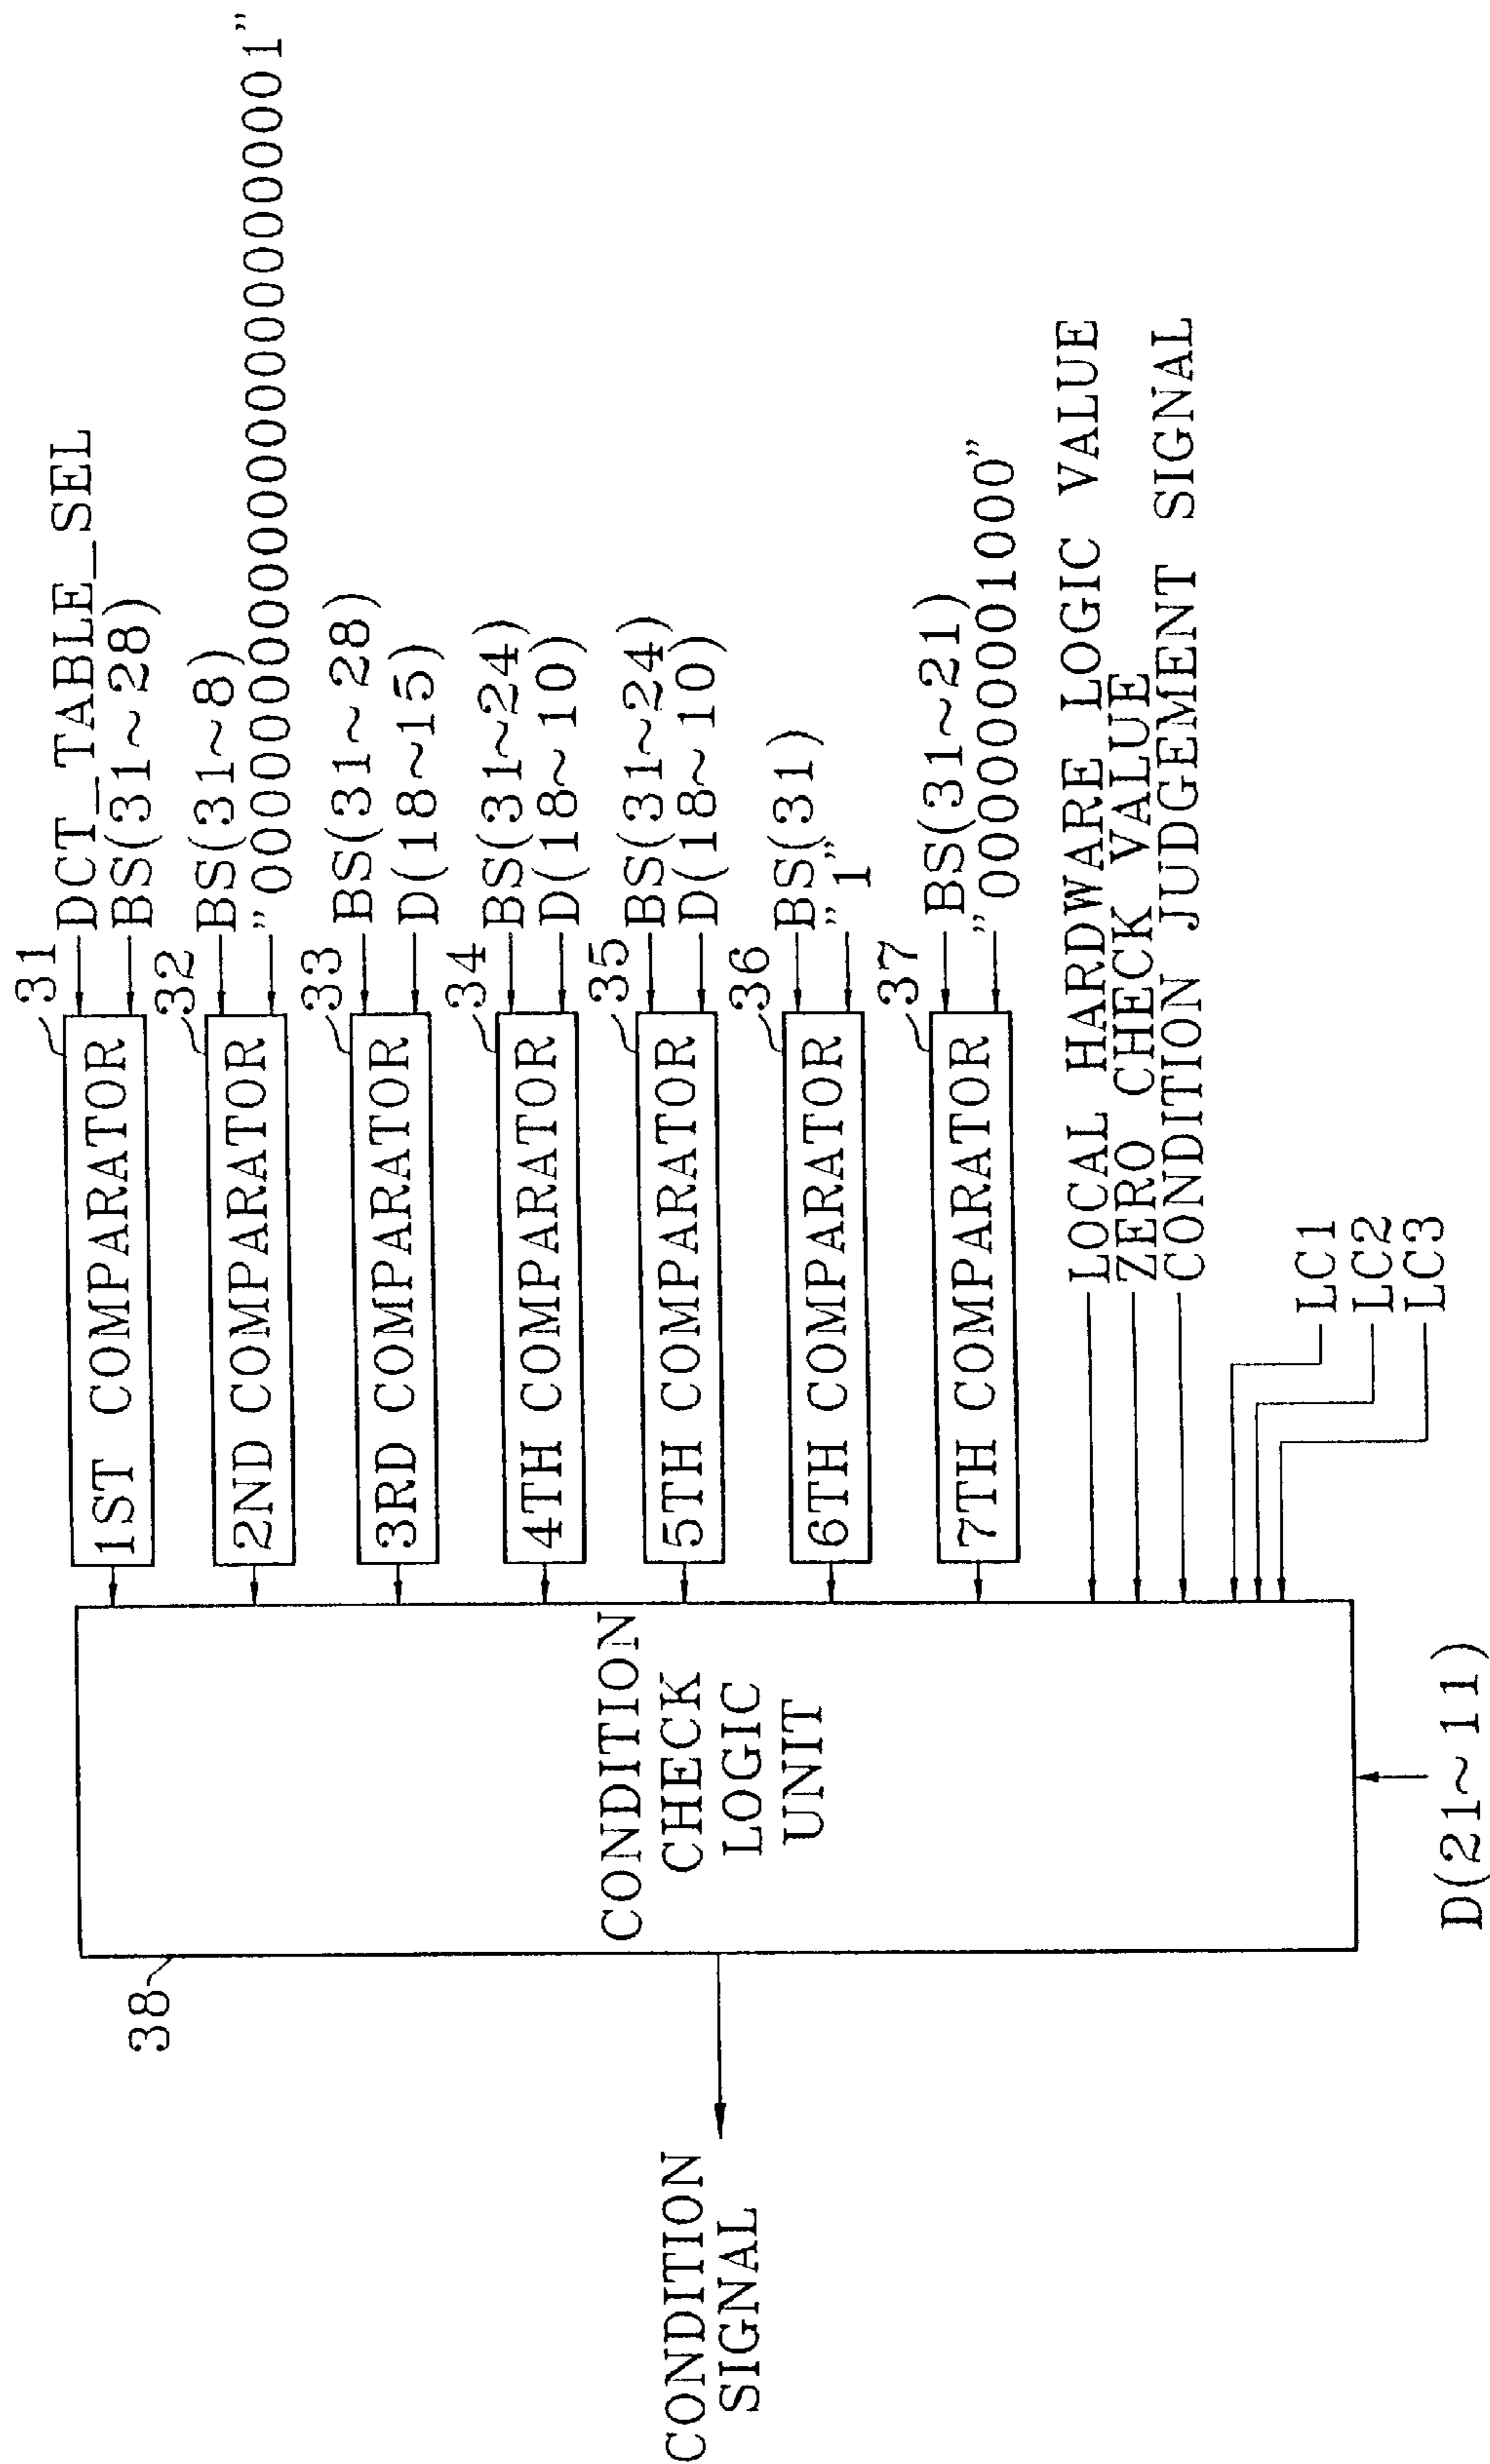 31
DCT_TABLE_SEL
BS(31~28)
1ST COMPARATOR
32
BS(31~8)
"000000000000000000000001"
2ND COMPARATOR
33
BS(31~28)
D(18~15)
3RD COMPARATOR
34
BS(31~24)
D(18~10)
4TH COMPARATOR
35
BS(31~24)
D(18~10)
5TH COMPARATOR
36
BS(31)
"1"
6TH COMPARATOR
37
BS(31~21)
"00000001000"
7TH COMPARATOR
LOCAL HARDWARE LOGIC VALUE
ZERO CHECK VALUE
CONDITION JUDGEMENT SIGNAL
LC1
LC2
LC3
38
CONDITION
CHECK
LOGIC
UNIT
D(21~11)
CONDITION
SIGNAL